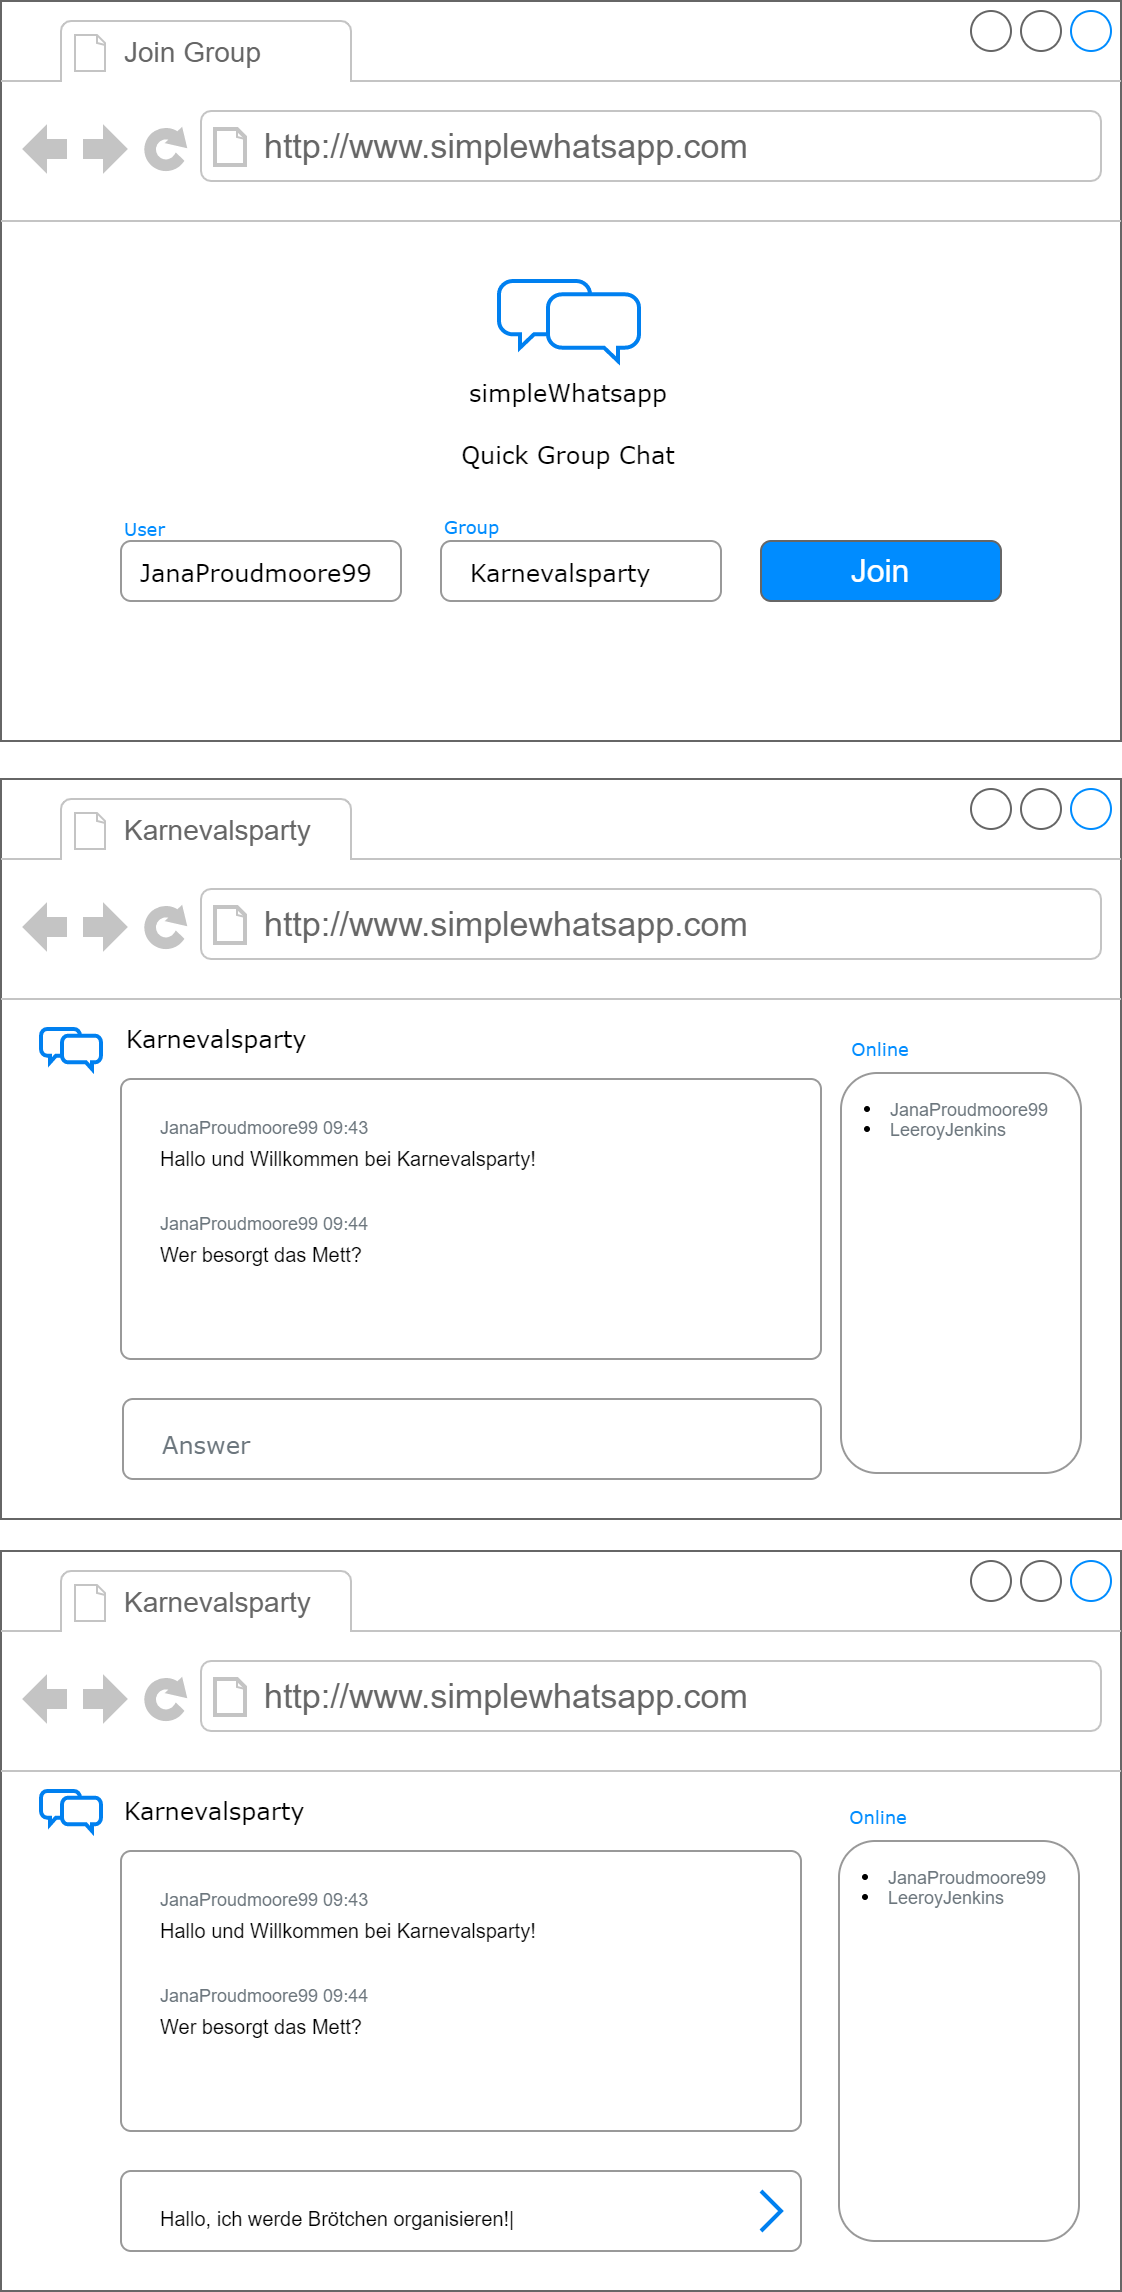 Join Group
http://www.simplewhatsapp.com
simpleWhatsapp
Quick Group Chat
User
Group
JanaProudmoore99
Karnevalsparty
Join
Karnevalsparty
http://www.simplewhatsapp.com
Karnevalsparty
Online
JanaProudmoore99 09:43
Hallo und Willkommen bei Karnevalsparty!
JanaProudmoore99 09:44
Wer besorgt das Mett?
JanaProudmoore99
LeeroyJenkins
Answer
Karnevalsparty
http://www.simplewhatsapp.com
Karnevalsparty
Online
JanaProudmoore99 09:43
Hallo und Willkommen bei Karnevalsparty!
JanaProudmoore99 09:44
Wer besorgt das Mett?
JanaProudmoore99
LeeroyJenkins
Hallo, ich werde Brötchen organisieren!|